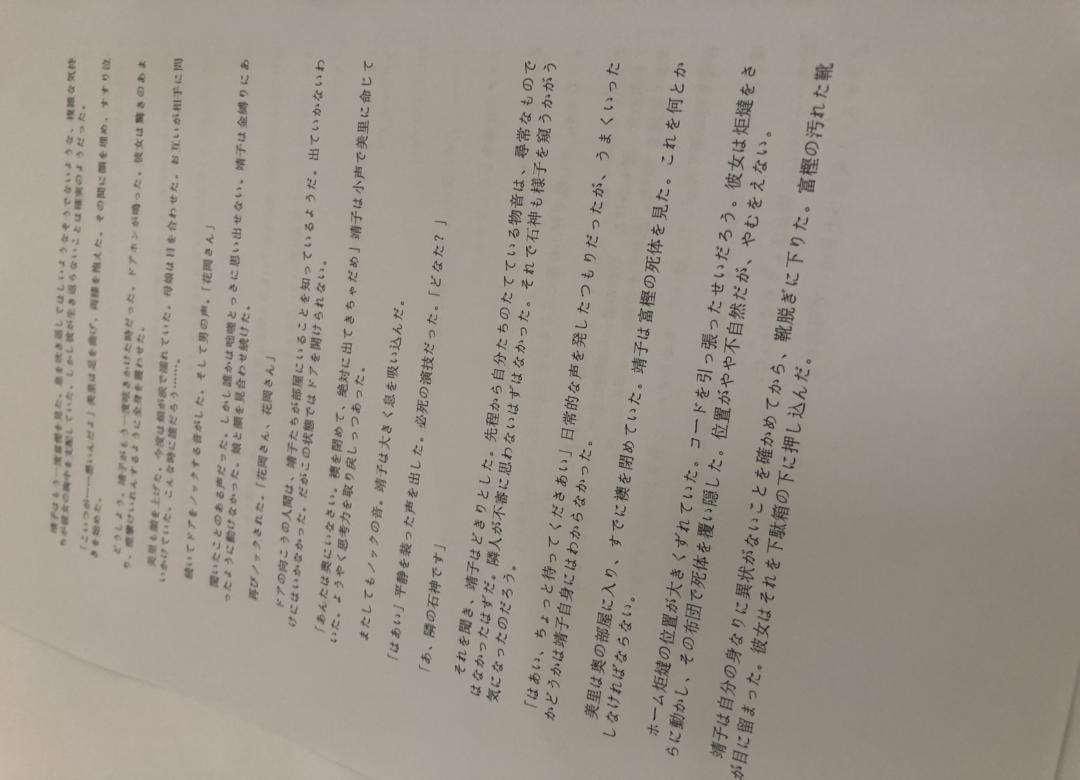 靖子はもう一度富樫を見た。息を吹き返してほしいようなそうでないような、複雑な気持
ちが彼女の胸中を支配していた。しかし彼が生き返らないことは確実のようだった。
「こいつが……悪いんだよ」美里は足を曲げ、両膝を抱えた。その間に顔を埋め、すすり泣
きを始めた。
どうしよう。靖子がもう一度呟きかけた時だった。ドアホンが鳴った。彼女は驚きのあま
り、痙攣けいれんするように全身を震わせた。
美里も顔を上げた。今度は頬が涙で濡れていた。母娘は目を合わせた。お互いが相手に問
いかけていた。こんな時に誰だろう……。
続いてドアをノックする音がした。そして男の声。「花岡さん」
聞いたことのある声だった。しかし誰かは咄嗟とっさに思い出せない。靖子は金縛りにあ
ったように動けなかった。娘と顔を見合わせ続けた。
再びノックされた。「花岡さん、花岡さん」
ドアの向こうの人間は、靖子たちが部屋にいることを知っているようだ。出ていかないわ
けにはいかなかった。だがこの状態ではドアを開けられない。
「あんたは奥にいなさい。襖を閉めて、絶対に出てきちゃだめ」靖子は小声で美里に命じて
いた。ようやく思考力を取り戻しつつあった。
またしてもノックの音。靖子は大きく息を吸い込んだ。
「はあい」平静を装った声を出した。必死の演技だった。「どなた？」
「あ、隣の石神です」
それを聞き、靖子はどきりとした。先程から自分たちのたてている物音は、尋常なもので
はなかったはずだ。隣人が不審に思わないはずはなかった。それで石神も様子を窺うかがう
気になったのだろう。
「はあい、ちょっと待ってくださあい」日常的な声を発したつもりだったが、うまくいった
かどうかは靖子自身にはわからなかった。
美里は奥の部屋に入り、すでに襖を閉めていた。靖子は富樫の死体を見た。これを何とか
しなければならない。
ホーム炬燵の位置が大きくずれていた。コードを引っ張ったせいだろう。彼女は炬燵をさ
らに動かし、その布団で死体を覆い隠した。位置がやや不自然だが、やむをえない。
靖子は自分の身なりに異状がないことを確かめてから、靴脱ぎに下りた。富樫の汚れた靴
が目に留まった。彼女はそれを下駄箱の下に押し込んだ。